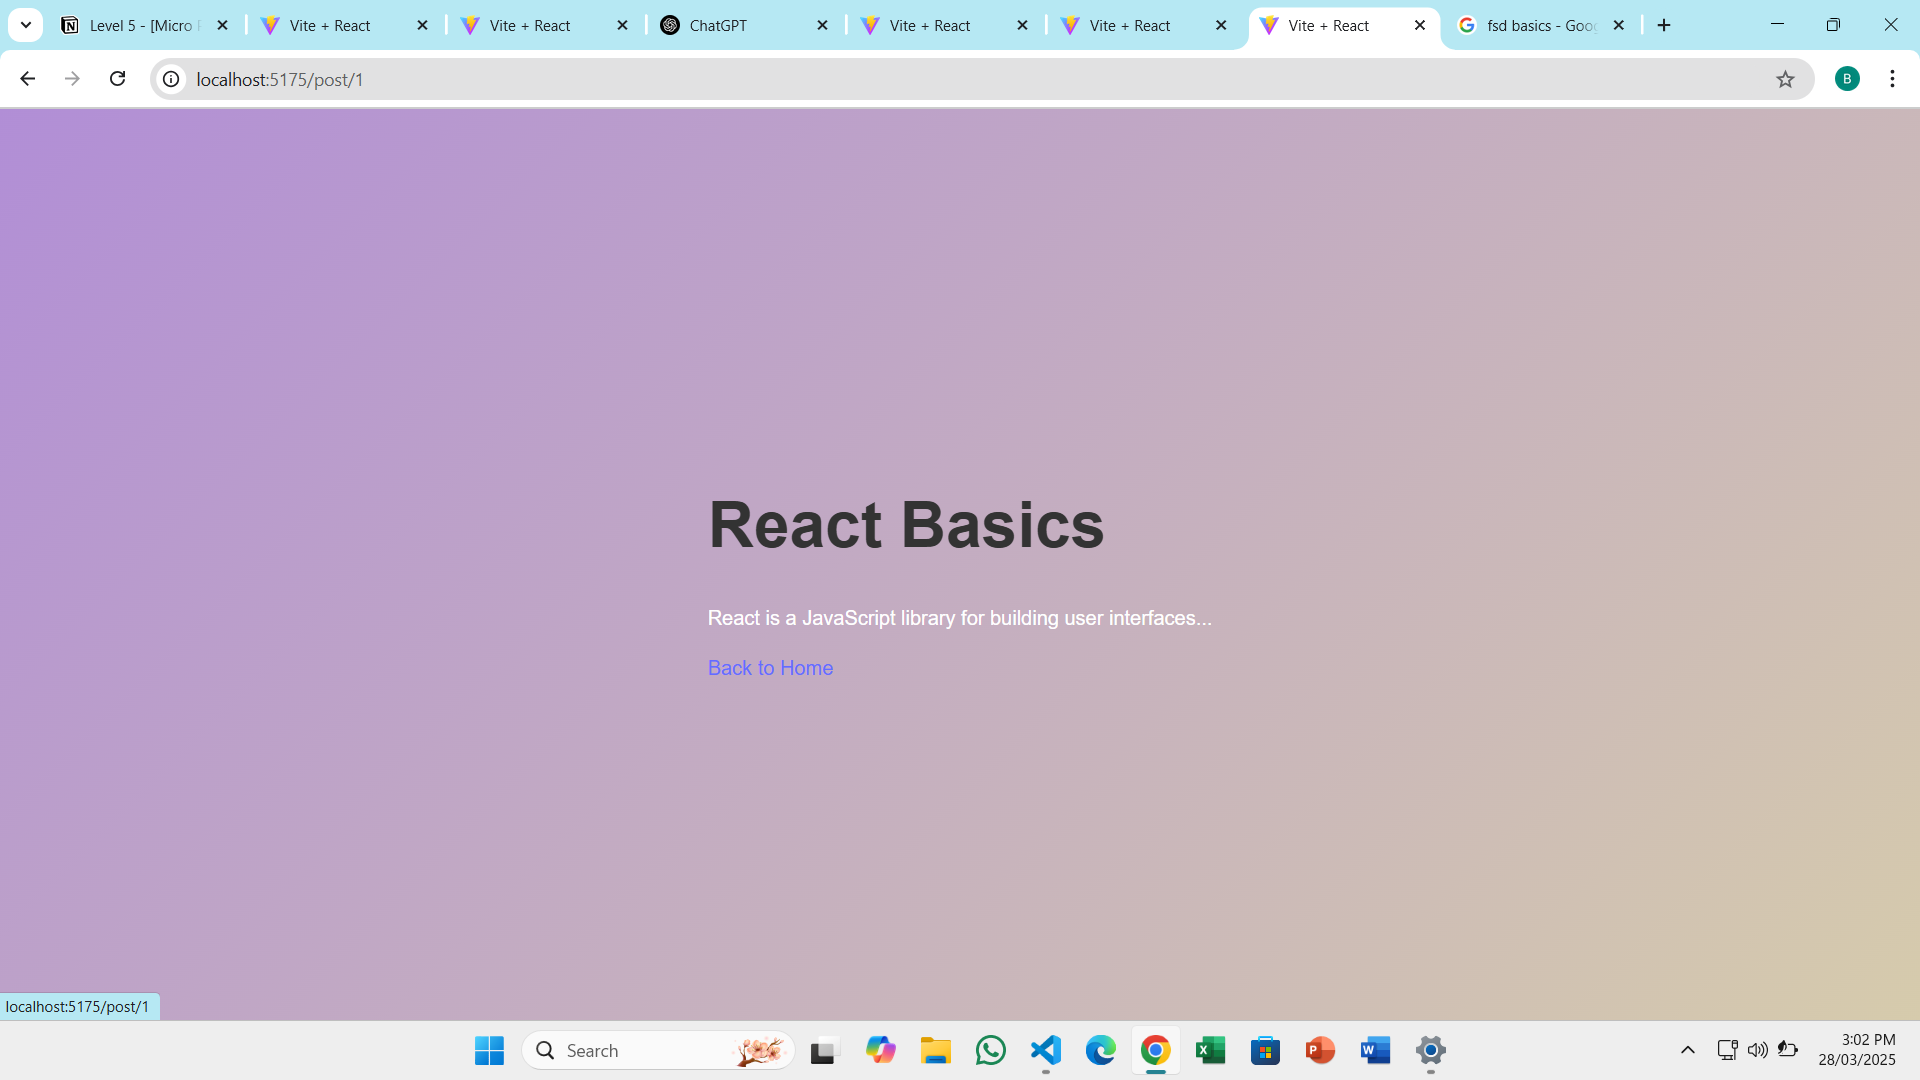 Level 5 - [Micro
Vite + React
Vite + React
ChatGPT
Vite + React
Vite + React
Vite + React
fsd basics - Goo
localhost:5175/post/1
B
React Basics
React is a JavaScript library for building user interfaces...
Back to Home
localhost:5175/post/1
Search
3:02 PM
28/03/2025